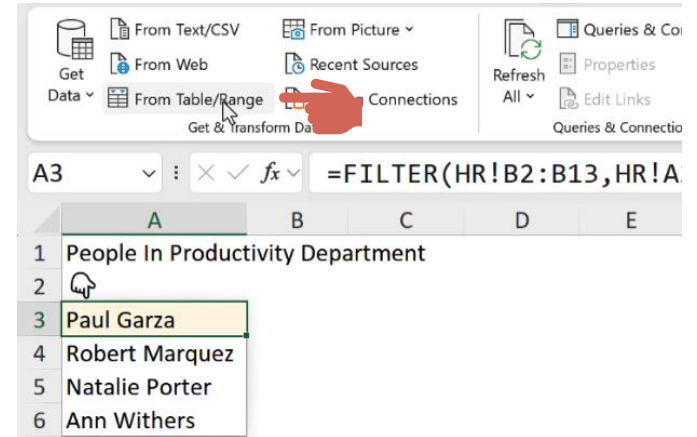 From Text/CSV
From Picture
Queries & Co
Get Data
From Web
Recent Sources
Refresh All
Properties
From Table/Range
Connections
Edit Links
Get & Transform Da
Queries & Connectio
A3
fx
=FILTER(HR!B2:B13,HR!A
A B C D E
1 People In Productivity Department
2
3 Paul Garza
4 Robert Marquez
5 Natalie Porter
6 Ann Withers